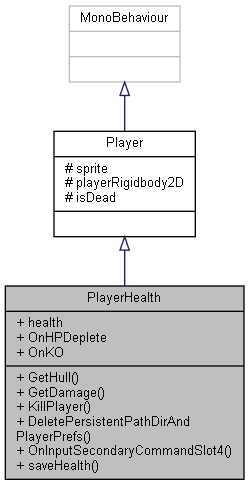 MonoBehaviour
Player
# sprite
# playerRigidbody2D
# isDead
PlayerHealth
+ health
+ OnHPDeplete
+ OnKO
+ GetHull()
+ GetDamage()
+ KillPlayer()
+ DeletePersistentPathDirAnd
PlayerPrefs()
+ OnInputSecondaryCommandSlot4()
+ saveHealth()